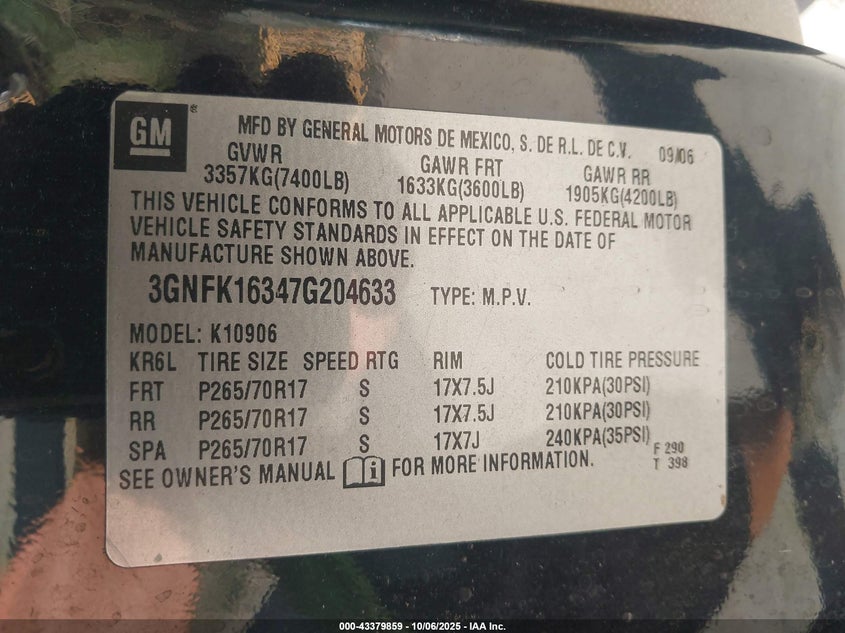 GM ®
MFD BY GENERAL MOTORS DE MEXICO, S. DE R.L. DE C.V. 09/06
GVWR GAWR FRT GAWR RR
3357KG(7400LB) 1633KG(3600LB) 1905KG(4200LB)
THIS VEHICLE CONFORMS TO ALL APPLICABLE U.S. FEDERAL MOTOR
VEHICLE SAFETY STANDARDS IN EFFECT ON THE DATE OF
MANUFACTURE SHOWN ABOVE.
3GNFK16347G204633 TYPE: M.P.V.
MODEL: K10906
KR6L TIRE SIZE SPEED RTG RIM COLD TIRE PRESSURE
FRT P265/70R17 S 17X7.5J 210KPA(30PSI)
RR P265/70R17 S 17X7.5J 210KPA(30PSI)
SPA P265/70R17 S 17X7J 240KPA(35PSI)
F 290
T 398
SEE OWNER'S MANUAL i FOR MORE INFORMATION.
000-43379859 - 10/06/2025 - IAA Inc.